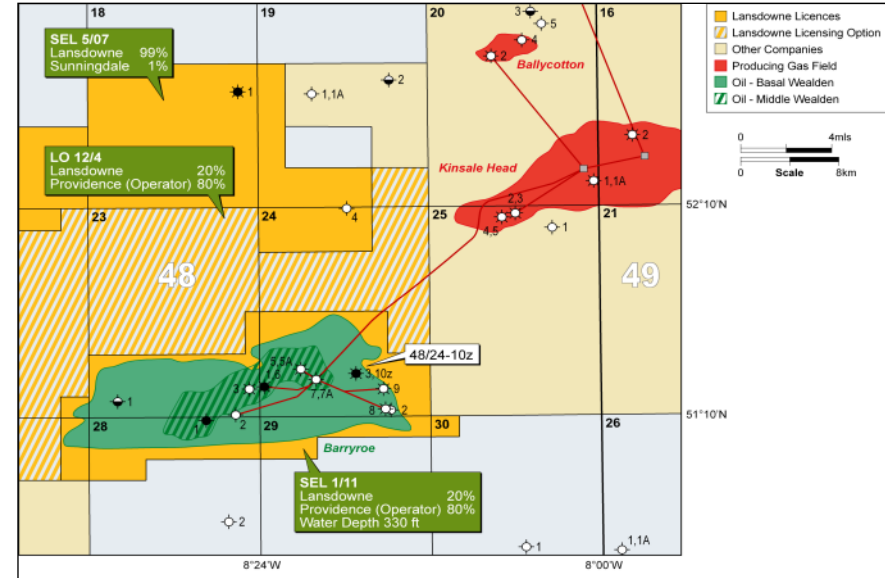 18
19
20
16
3
5
4
2
Ballycotton
SEL 5/07
Lansdowne 99%
Sunningdale 1%
1
1,1A
2
2
LO 12/4
Lansdowne 20%
Providence (Operator) 80%
Kinsale Head
1,1A
23
24
25
21
4
2,3
4,5
1
52°10'N
48
49
48/24-10z
5,5A
3,10z
1,6
3
7,7A
9
1
8
2
2
1
28
29
30
26
51°10'N
Barryroe
SEL 1/11
Lansdowne 20%
Providence (Operator) 80%
Water Depth 330 ft
2
1
1,1A
8°24'W
8°00'W
Lansdowne Licences
Lansdowne Licensing Option
Other Companies
Producing Gas Field
Oil - Basal Wealden
Oil - Middle Wealden
0 4mls
0 Scale 8km